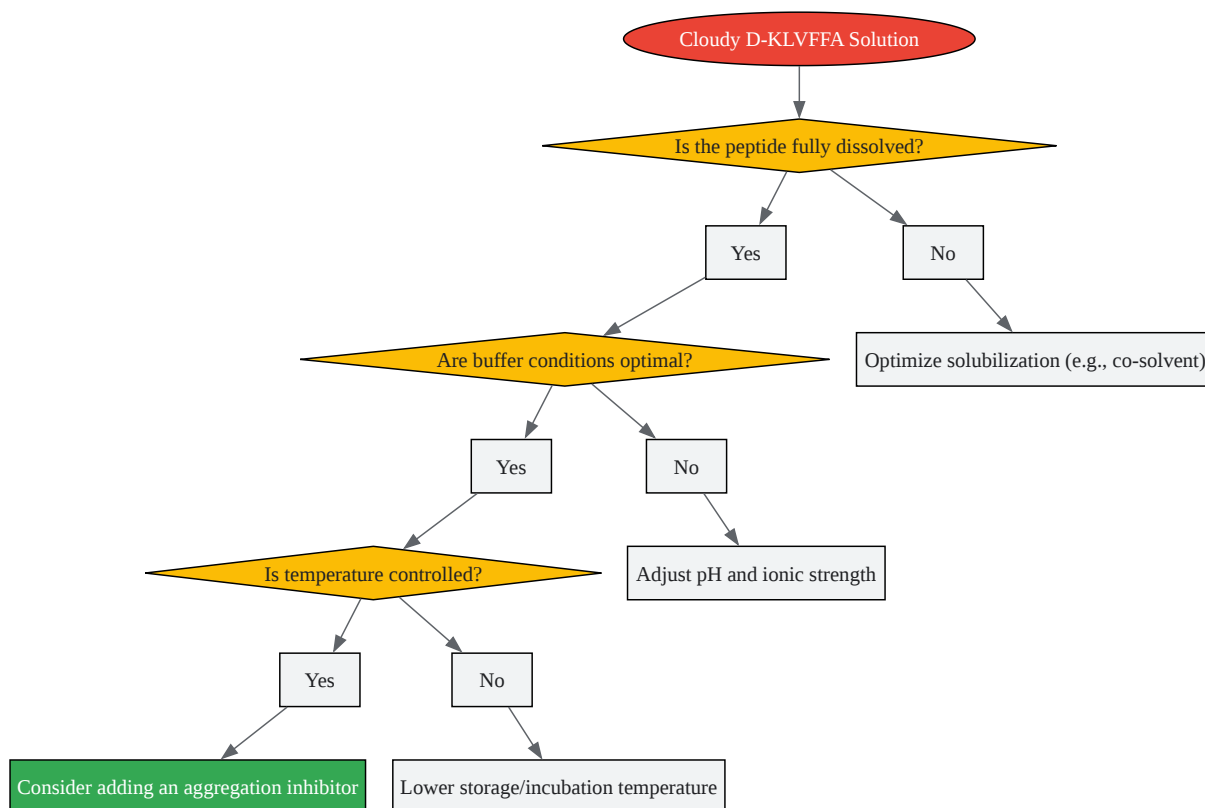 Cloudy D-KLVFFA Solution
Is the peptide fully dissolved?
Yes
No
Are buffer conditions optimal?
Optimize solubilization (e.g., co-solvent)
Yes
No
Is temperature controlled?
Adjust pH and ionic strength
Yes
No
Consider adding an aggregation inhibitor
Lower storage/incubation temperature